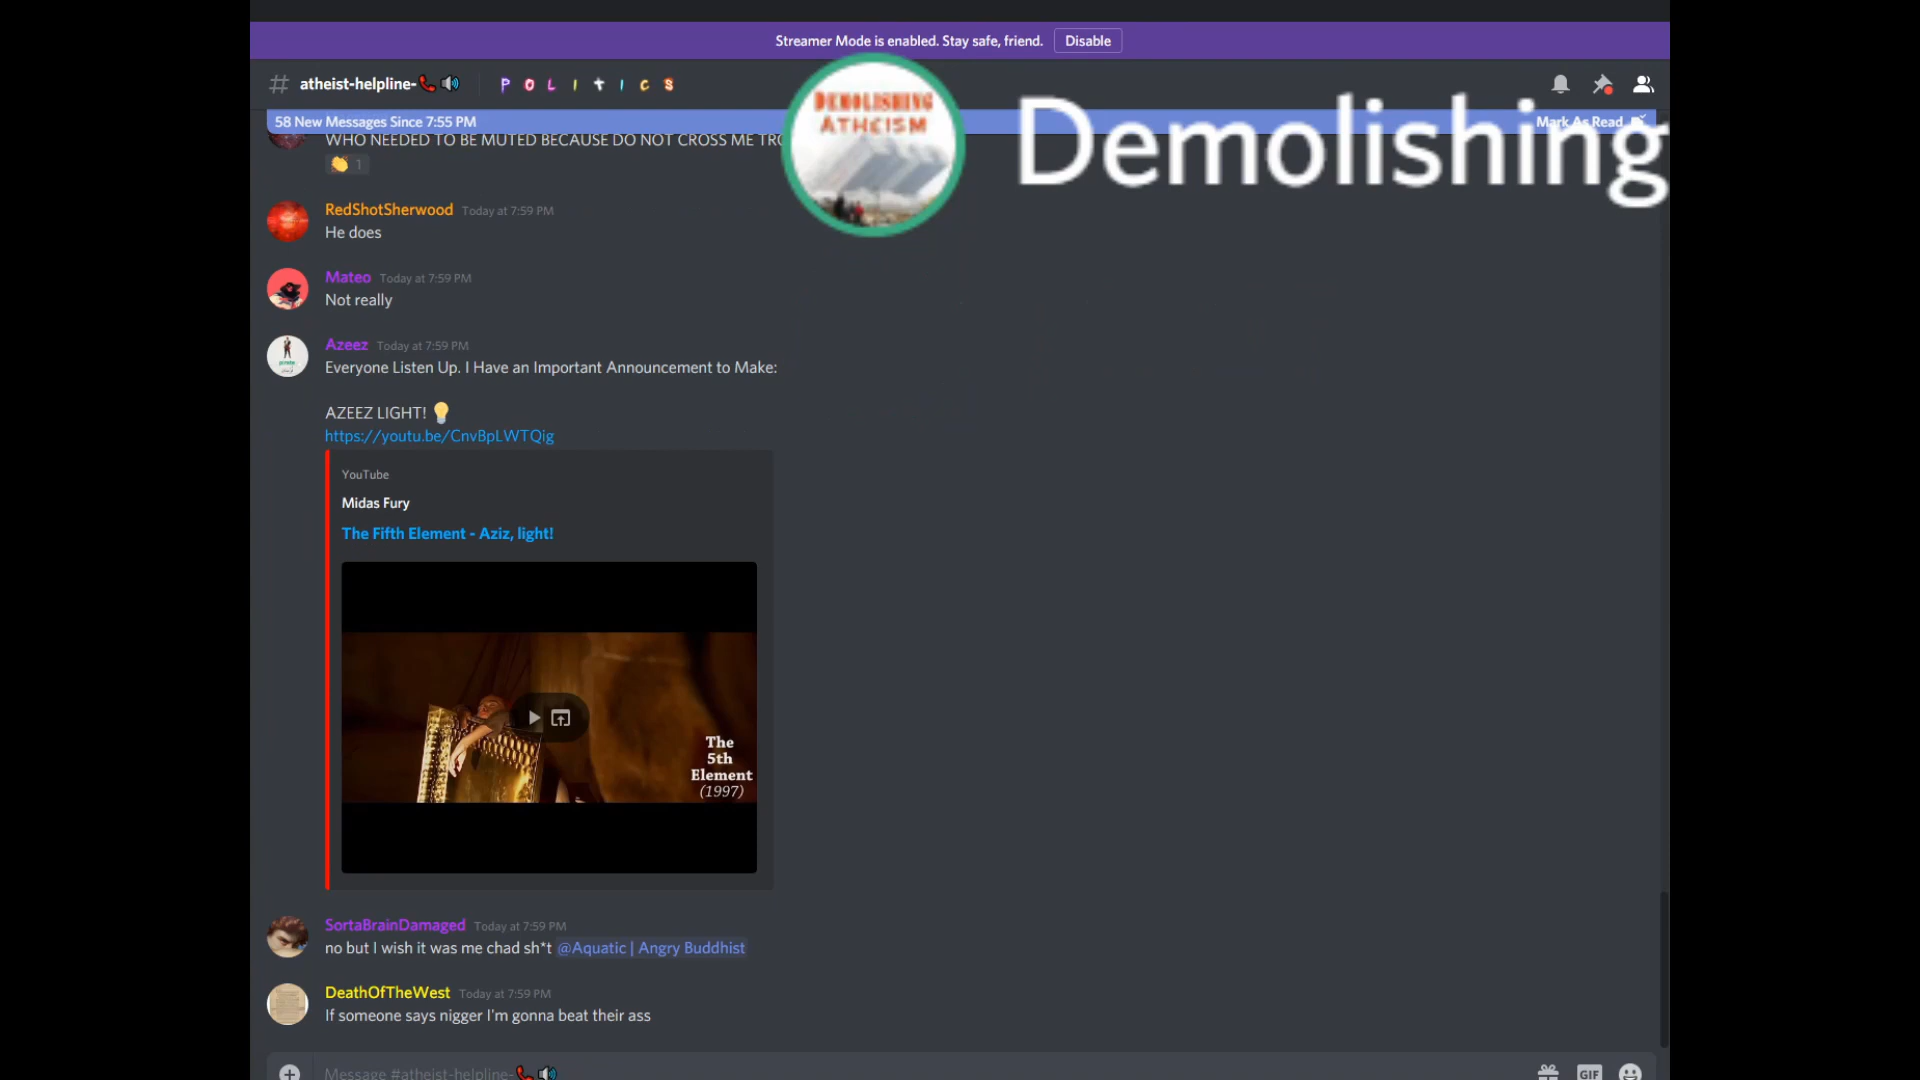 Streamer Mode is enabled. Stay safe, friend. Disable
atheist-helpline- P O L I T I C S
58 New Messages Since 7:55 PM
Mark As Read
DEMOLISHING
ATHEISM
Demolishing
WHO NEEDED TO BE MUTED BECAUSE DO NOT CROSS ME
1
RedShotSherwood Today at 7:59 PM
He does
Mateo Today at 7:59 PM
Not really
Azeez Today at 7:59 PM
Everyone Listen Up. I Have an Important Announcement to Make:
AZEEZ LIGHT!
https://youtu.be/CnvBpLWTQig
YouTube
Midas Fury
The Fifth Element - Aziz, light!
The
5th
Element
(1997)
SortaBrainDamaged Today at 7:59 PM
no but I wish it was me chad sh*t @Aquatic | Angry Buddhist
DeathOfTheWest Today at 7:59 PM
If someone says nigger I'm gonna beat their ass
Message #atheist-helpline-
GIF